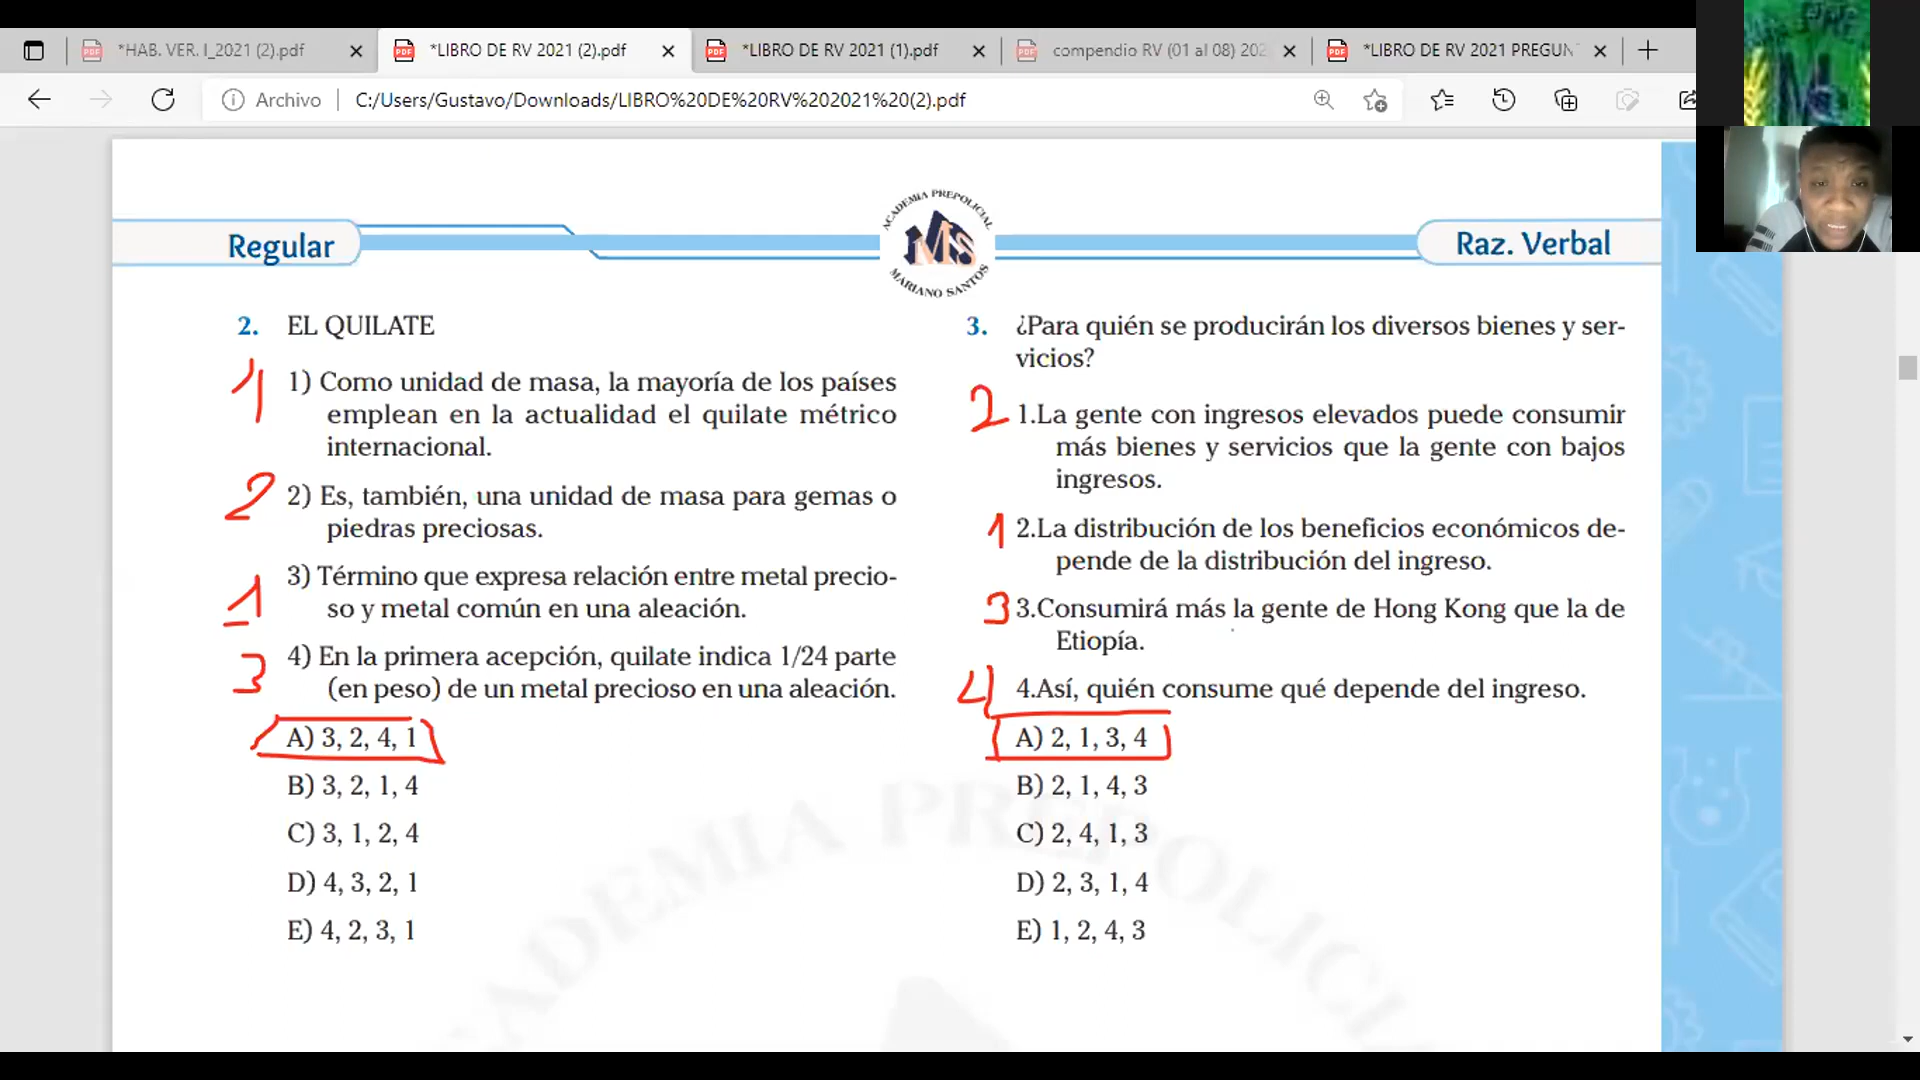 *HAB. VER. I_2021 (2).pdf
*LIBRO DE RV 2021 (2).pdf
*LIBRO DE RV 2021 (1).pdf
compendio RV (01 al 08) 202
*LIBRO DE RV 2021 PREGUN
Archivo
C:/Users/Gustavo/Downloads/LIBRO%20DE%20RV%202021%20(2).pdf
Regular
ACADEMIA PREPOLICIAL
MS
MARIANO SANTOS
Raz. Verbal
2. EL QUILATE
1 1) Como unidad de masa, la mayoría de los países
emplean en la actualidad el quilate métrico
internacional.
2 2) Es, también, una unidad de masa para gemas o
piedras preciosas.
1 3) Término que expresa relación entre metal precio-
so y metal común en una aleación.
3 4) En la primera acepción, quilate indica 1/24 parte
(en peso) de un metal precioso en una aleación.
A) 3, 2, 4, 1
B) 3, 2, 1, 4
C) 3, 1, 2, 4
D) 4, 3, 2, 1
E) 4, 2, 3, 1
3. ¿Para quién se producirán los diversos bienes y ser-
vicios?
2 1.La gente con ingresos elevados puede consumir
más bienes y servicios que la gente con bajos
ingresos.
1 2.La distribución de los beneficios económicos de-
pende de la distribución del ingreso.
3 3.Consumirá más la gente de Hong Kong que la de
Etiopía.
4 4.Así, quién consume qué depende del ingreso.
A) 2, 1, 3, 4
B) 2, 1, 4, 3
C) 2, 4, 1, 3
D) 2, 3, 1, 4
E) 1, 2, 4, 3
ACADEMIA PREPOLICIAL